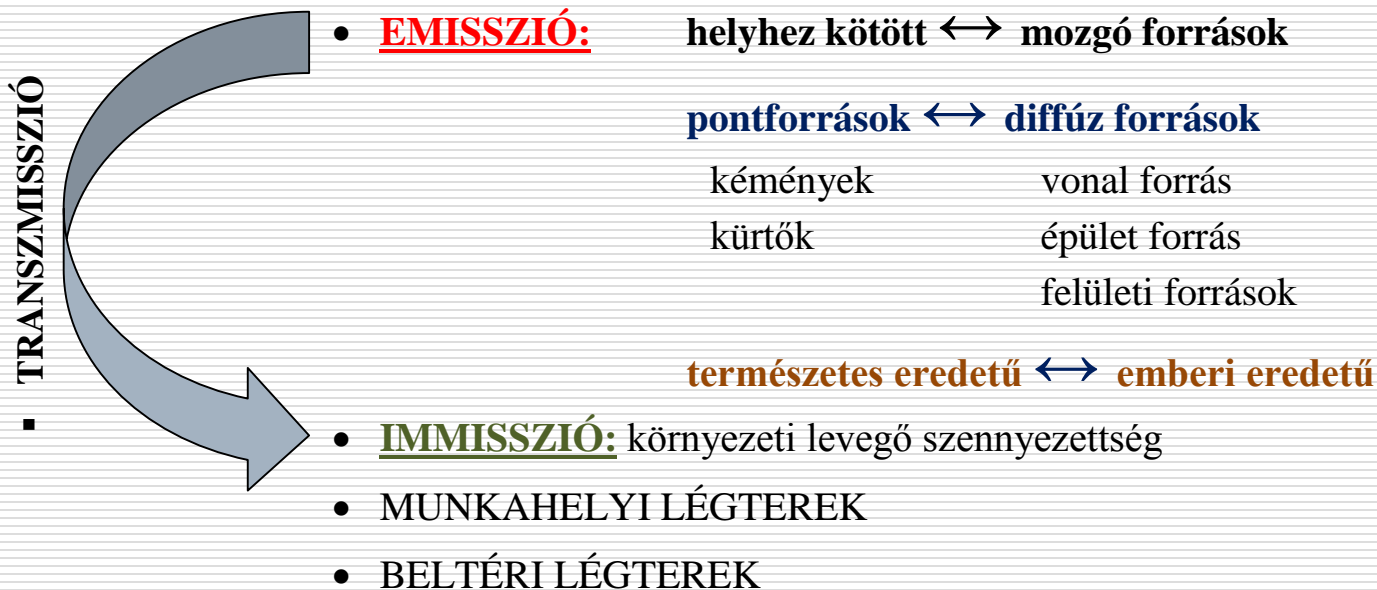 • EMISSZIÓ: helyhez kötött ↔ mozgó források
pontforrások ↔ diffúz források
kémények vonal forrás
kürtők épület forrás
felületi források
természetes eredetű ↔ emberi eredetű
▪ TRANSZMISSZIÓ
• IMMISSZIÓ: környezeti levegő szennyezettség
• MUNKAHELYI LÉGTEREK
• BELTÉRI LÉGTEREK